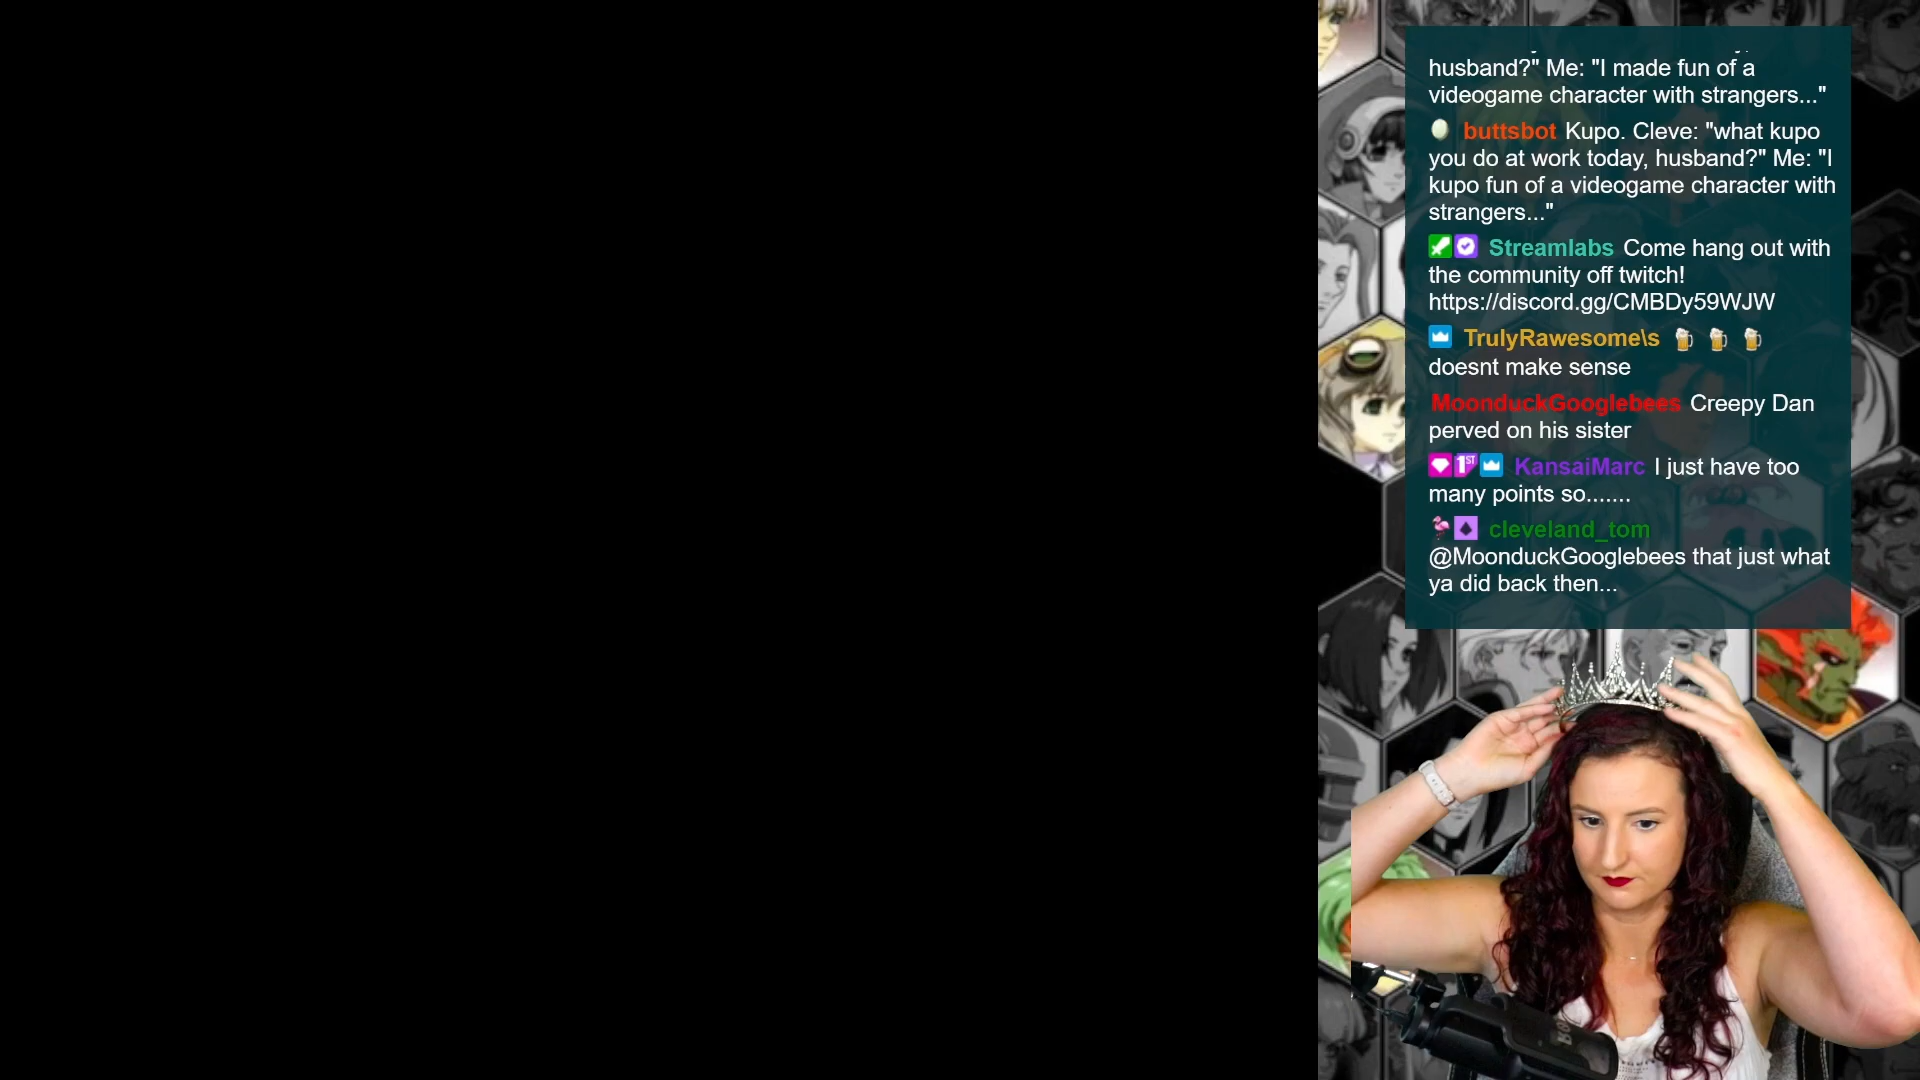 husband?" Me: "I made fun of a
videogame character with strangers..."
buttsbot Kupo. Cleve: "what kupo
you do at work today, husband?" Me: "I
kupo fun of a videogame character with
strangers..."
Streamlabs Come hang out with
the community off twitch!
https://discord.gg/CMBDy59WJW
TrulyRawesome\s 🍺 🍺 🍺
doesnt make sense
MoonduckGooglebees Creepy Dan
perved on his sister
1ST KansaiMarc I just have too
many points so.......
cleveland_tom
@MoonduckGooglebees that just what
ya did back then...